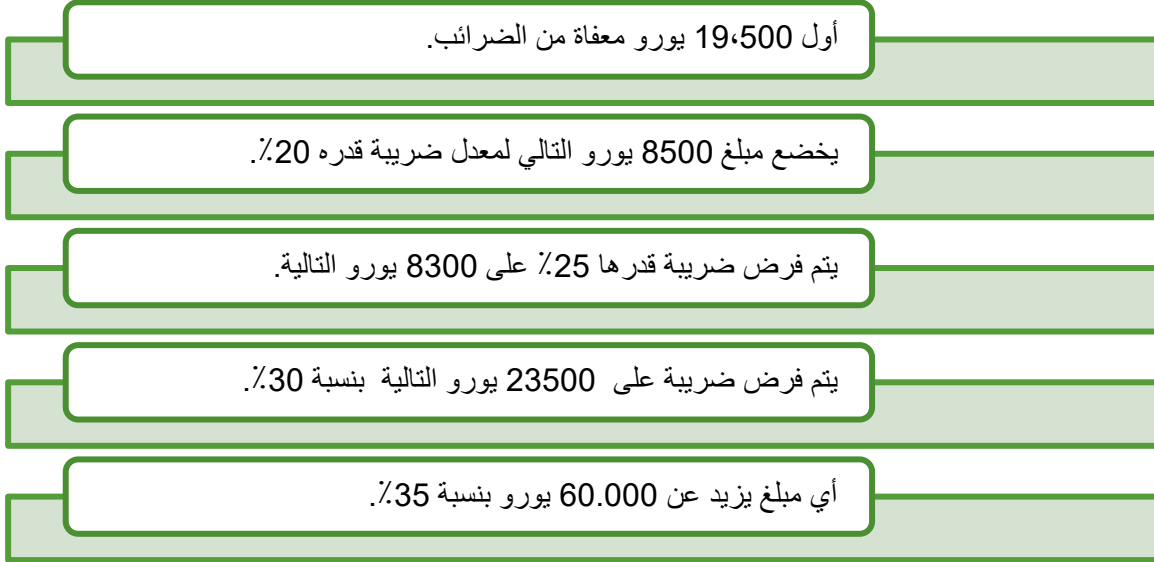 أول 19،500 يورو معفاة من الضرائب.
يخضع مبلغ 8500 يورو التالي لمعدل ضريبة قدره 20٪.
يتم فرض ضريبة قدرها 25٪ على 8300 يورو التالية.
يتم فرض ضريبة على 23500 يورو التالية بنسبة 30٪.
أي مبلغ يزيد عن 60.000 يورو بنسبة 35٪.